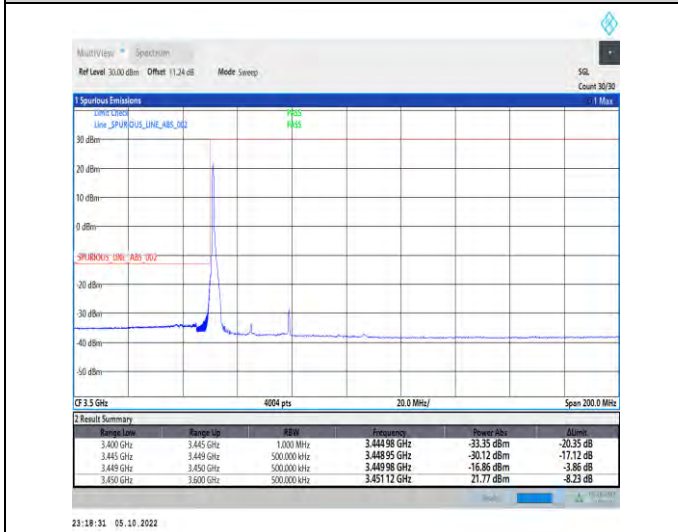 MultiView Spectrum
Ref Level 30.00 dBm Offset 11.24 dB Mode Sweep SGL
Count 30/30
1 Spurious Emissions 1 Max
Limit Check PASS
Line _SPURIOUS_LINE_ABS_002 PASS
30 dBm
20 dBm
10 dBm
0 dBm
_SPURIOUS_LINE_ABS_002
-20 dBm
-30 dBm
-40 dBm
-50 dBm
CF 3.5 GHz 4004 pts 20.0 MHz/ Span 200.0 MHz
2 Result Summary
Range Low Range Up RBW Frequency Power Abs ΔLimit
3.400 GHz 3.445 GHz 1.000 MHz 3.444 98 GHz -33.35 dBm -20.35 dB
3.445 GHz 3.449 GHz 500.000 kHz 3.448 95 GHz -30.12 dBm -17.12 dB
3.449 GHz 3.450 GHz 500.000 kHz 3.449 98 GHz -16.86 dBm -3.86 dB
3.450 GHz 3.600 GHz 500.000 kHz 3.451 12 GHz 21.77 dBm -8.23 dB
23:18:31 05.10.2022